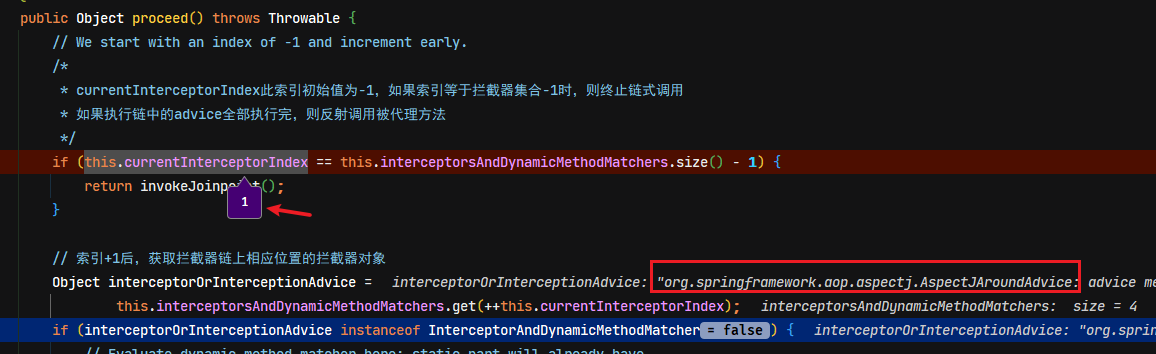 public Object proceed() throws Throwable {
// We start with an index of -1 and increment early.
/*
* currentInterceptorIndex此索引初始值为-1，如果索引等于拦截器集合-1时，则终止链式调用
* 如果执行链中的advice全部执行完，则反射调用被代理方法
*/
if (this.currentInterceptorIndex == this.interceptorsAndDynamicMethodMatchers.size() - 1) {
return invokeJoinpoint();
1
}
// 索引+1后，获取拦截器链上相应位置的拦截器对象
Object interceptorOrInterceptionAdvice = interceptorOrInterceptionAdvice: "org.springframework.aop.aspectj.AspectJAroundAdvice: advice me
this.interceptorsAndDynamicMethodMatchers.get(++this.currentInterceptorIndex); interceptorsAndDynamicMethodMatchers: size = 4
if (interceptorOrInterceptionAdvice instanceof InterceptorAndDynamicMethodMatcher = false ) { interceptorOrInterceptionAdvice: "org.sprin
// Evaluate dynamic method matcher here: static part will already have